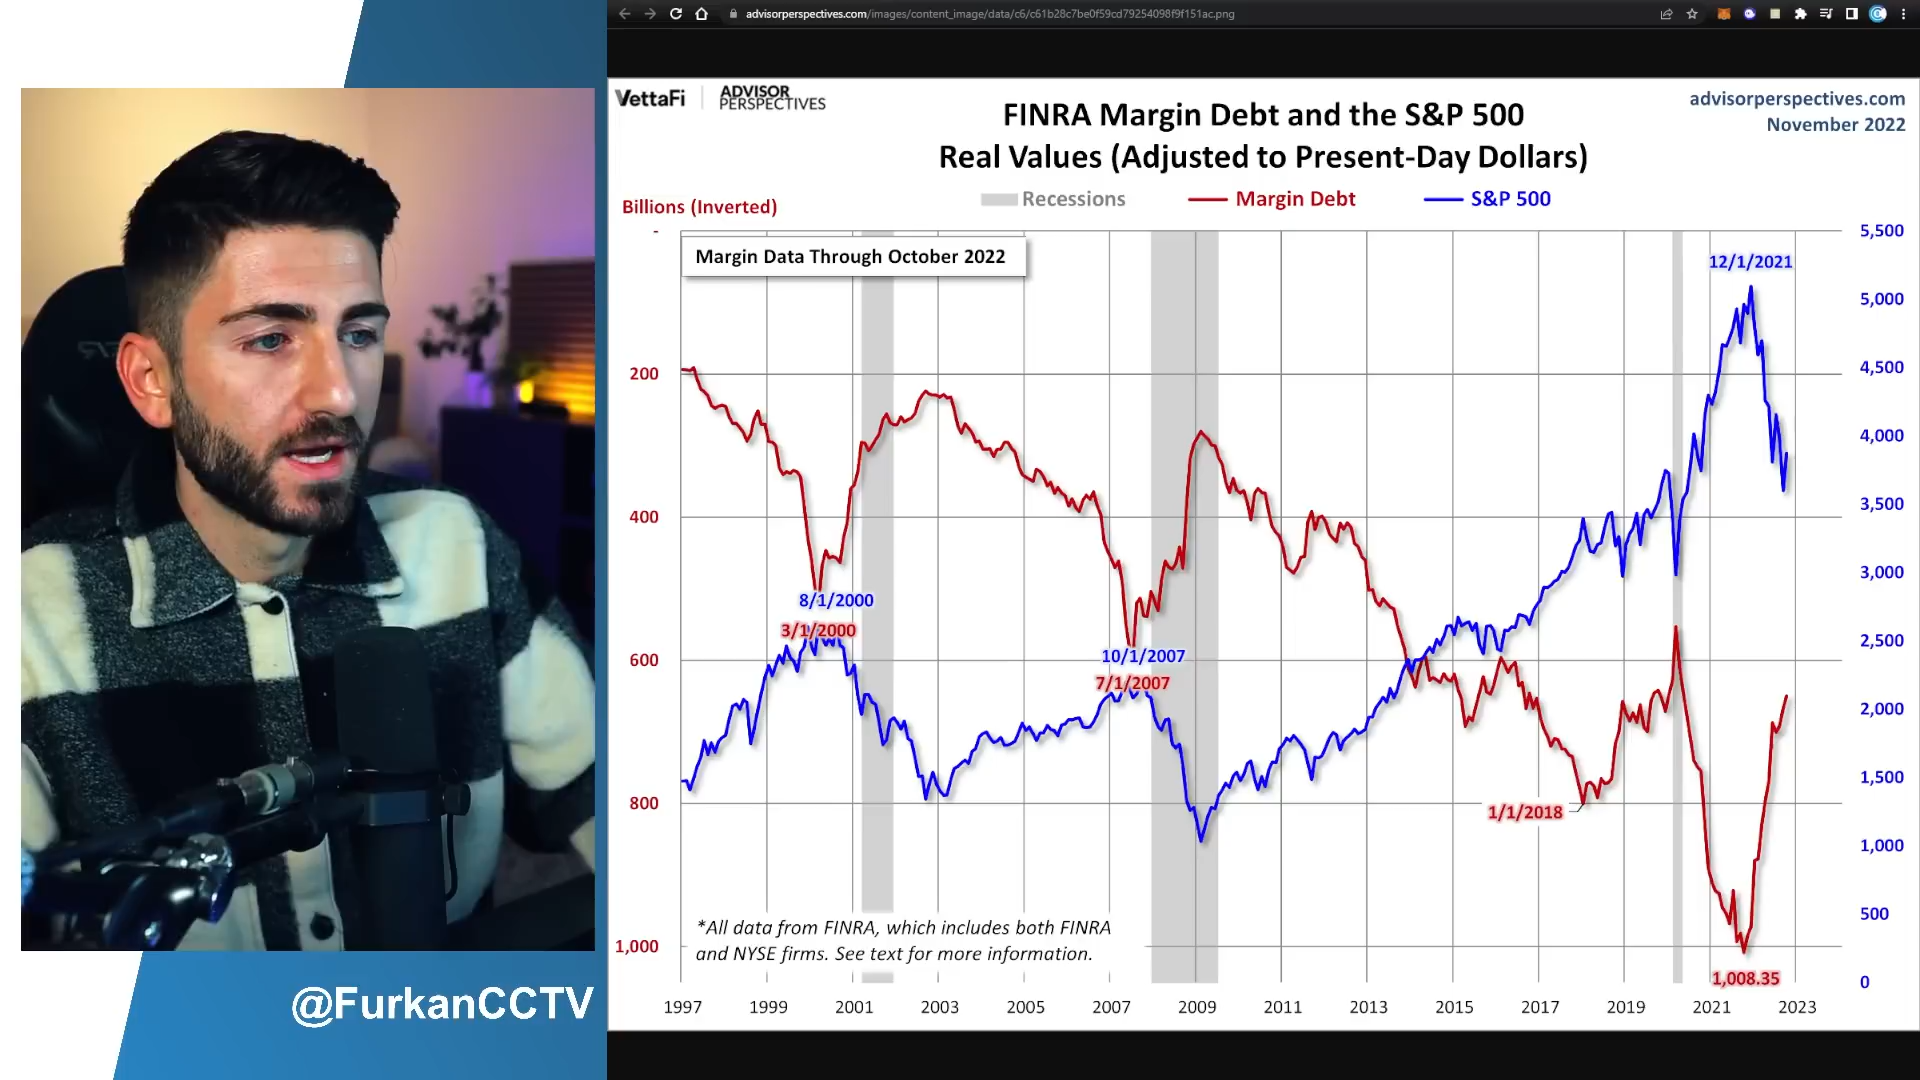 advisorperspectives.com/images/content_image/data/c6/c61b28c7be0f59cd79254098f9f151ac.png
VettaFi | ADVISOR PERSPECTIVES
FINRA Margin Debt and the S&P 500
Real Values (Adjusted to Present-Day Dollars)
advisorperspectives.com
November 2022
Recessions Margin Debt S&P 500
Billions (Inverted)
-
200
400
600
800
1,000
Margin Data Through October 2022
12/1/2021
8/1/2000
3/1/2000
10/1/2007
7/1/2007
1/1/2018
1,008.35
*All data from FINRA, which includes both FINRA
and NYSE firms. See text for more information.
5,500
5,000
4,500
4,000
3,500
3,000
2,500
2,000
1,500
1,000
500
0
1997 1999 2001 2003 2005 2007 2009 2011 2013 2015 2017 2019 2021 2023
@FurkanCCTV